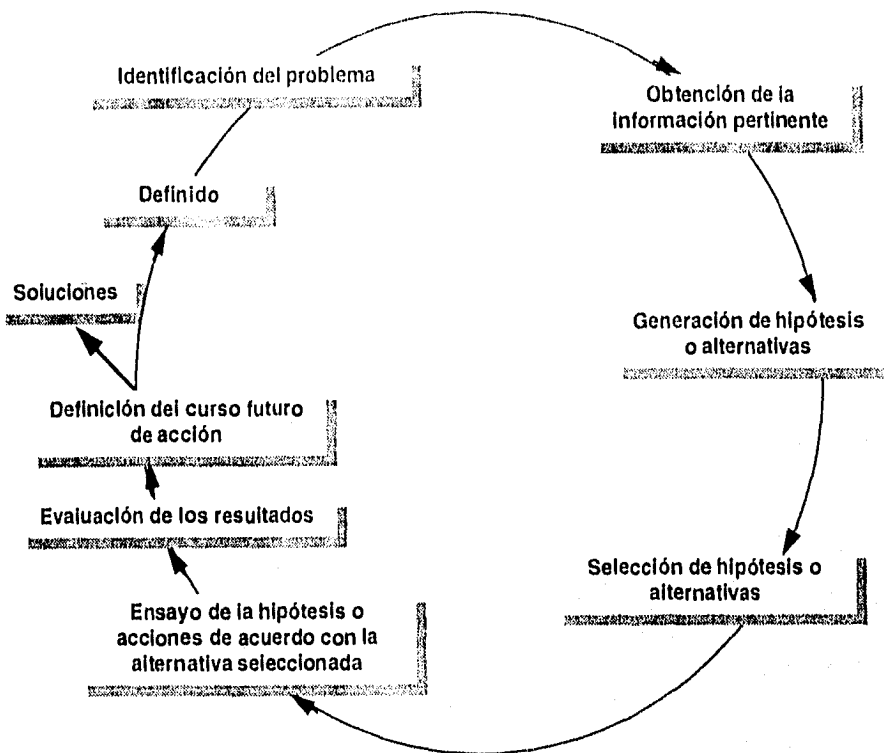 Identificación del problema
Obtención de la
información pertinente
Definido
Soluciones
Generación de hipótesis
o alternativas
Definición del curso futuro
de acción
Evaluación de los resultados
Selección de hipótesis o
alternativas
Ensayo de la hipótesis o
acciones de acuerdo con la
alternativa seleccionada